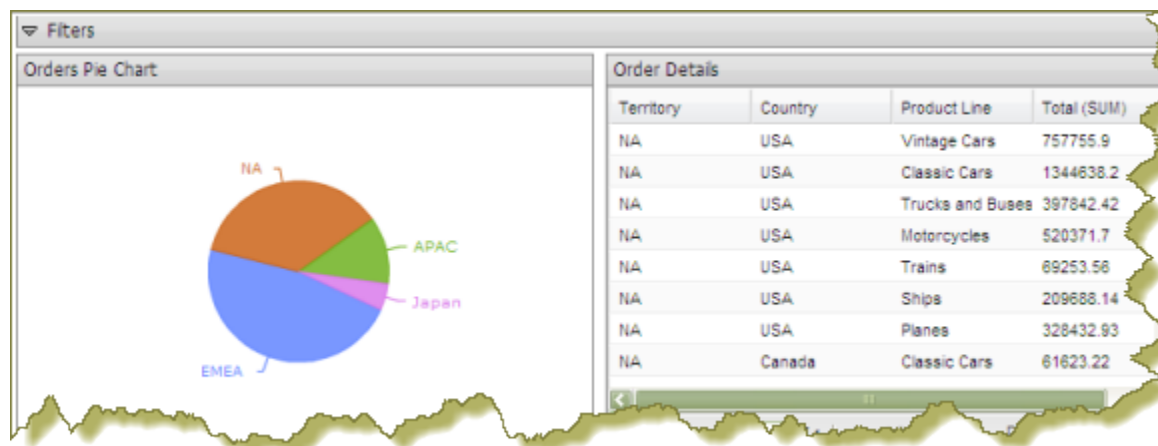 Filters
Orders Pie Chart
NA
APAC
Japan
EMEA
Order Details
Territory Country Product Line Total (SUM)
NA USA Vintage Cars 757755.9
NA USA Classic Cars 1344638.2
NA USA Trucks and Buses 397842.42
NA USA Motorcycles 520371.7
NA USA Trains 69253.56
NA USA Ships 209688.14
NA USA Planes 328432.93
NA Canada Classic Cars 61623.22